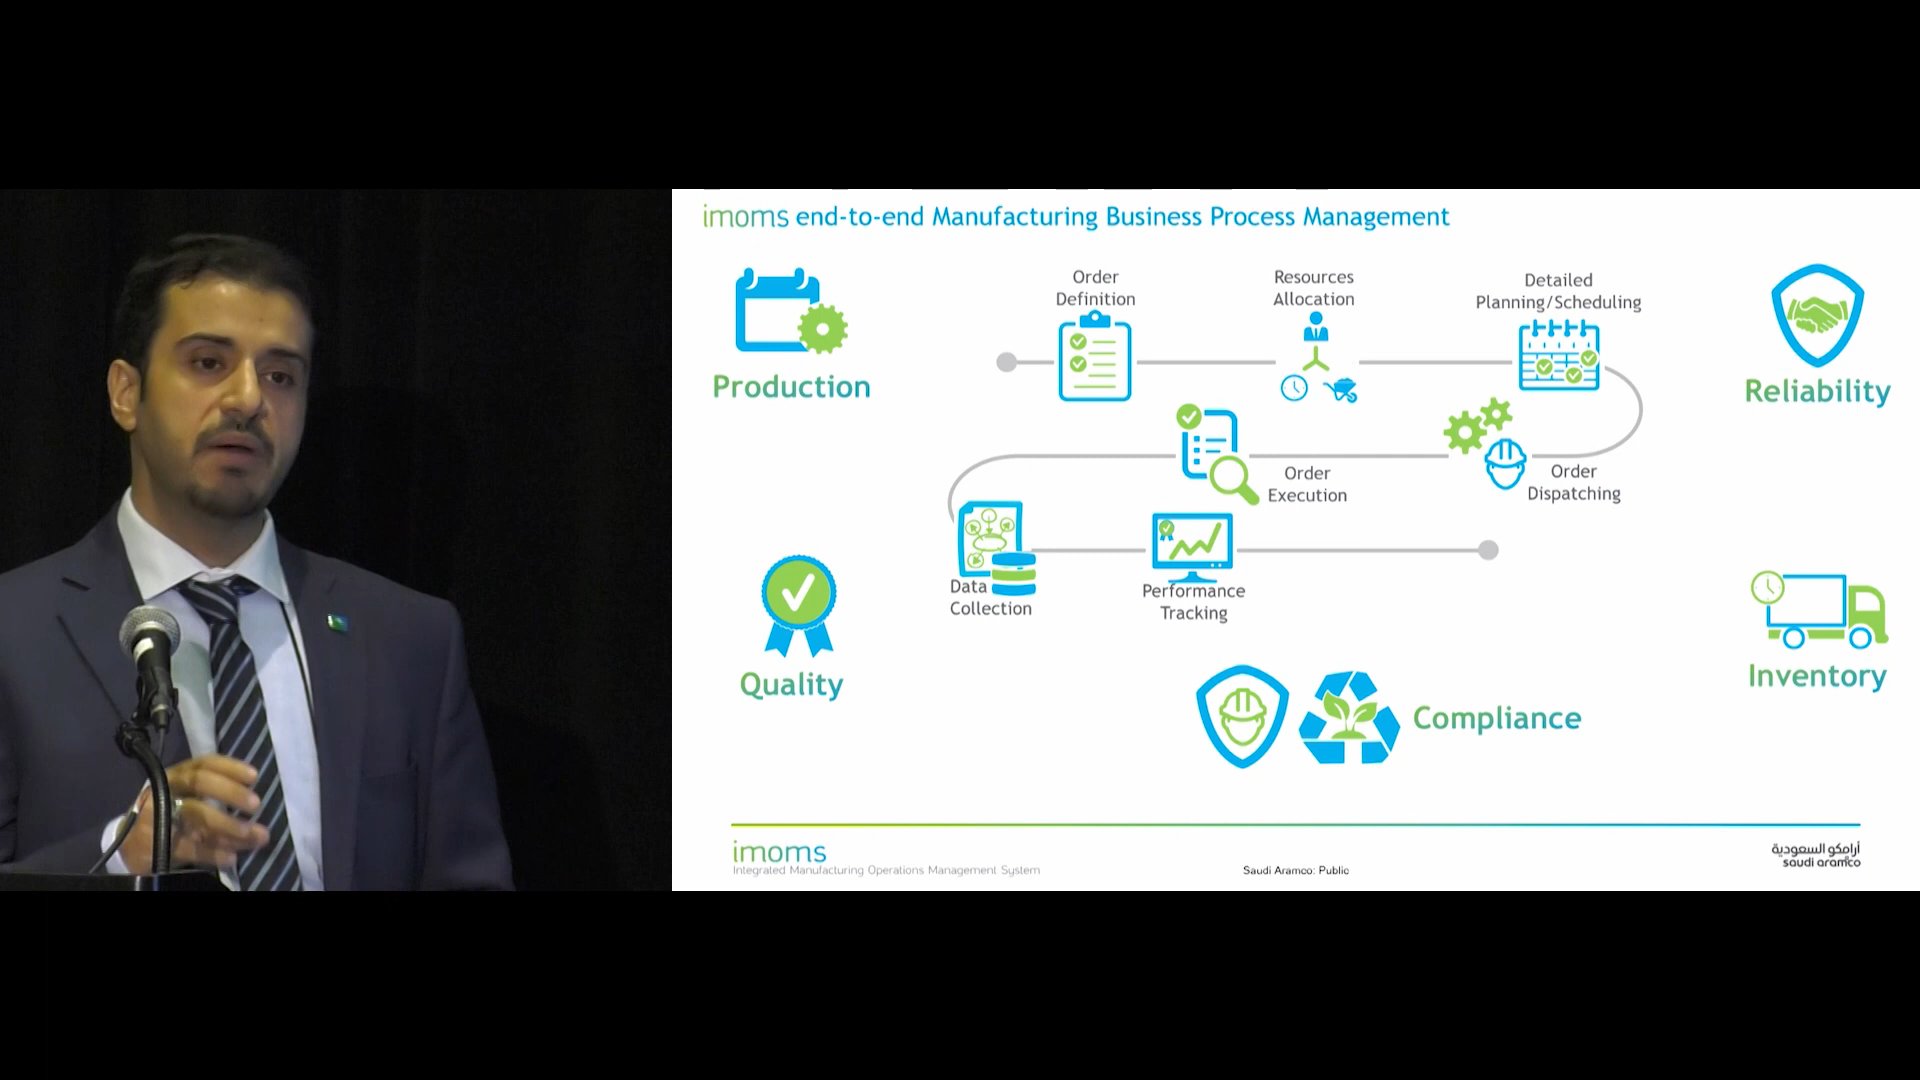 imoms end-to-end Manufacturing Business Process Management
Production
Order
Definition
Resources
Allocation
Detailed
Planning/Scheduling
Reliability
Order
Execution
Order
Dispatching
Data
Collection
Performance
Tracking
Quality
Inventory
Compliance
imoms
Integrated Manufacturing Operations Management System
Saudi Aramco: Public
أرامكو السعودية
saudi aramco